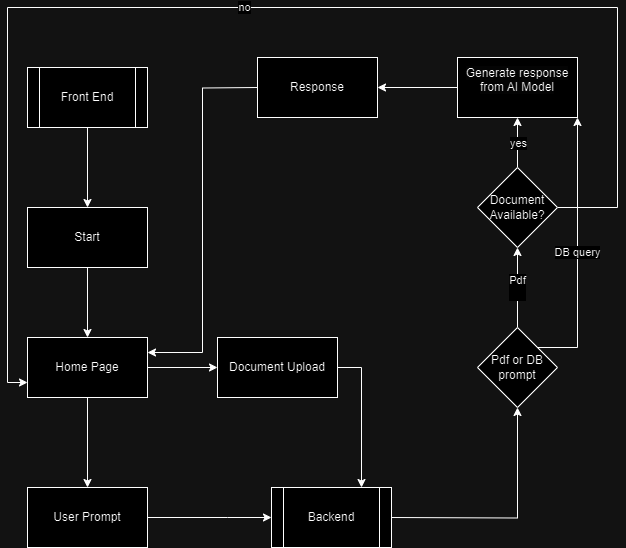 no
Front End
Response
Generate response
from AI Model
yes
Document
Available?
Start
DB query
Pdf
Home Page
Document Upload
Pdf or DB
prompt
User Prompt
Backend